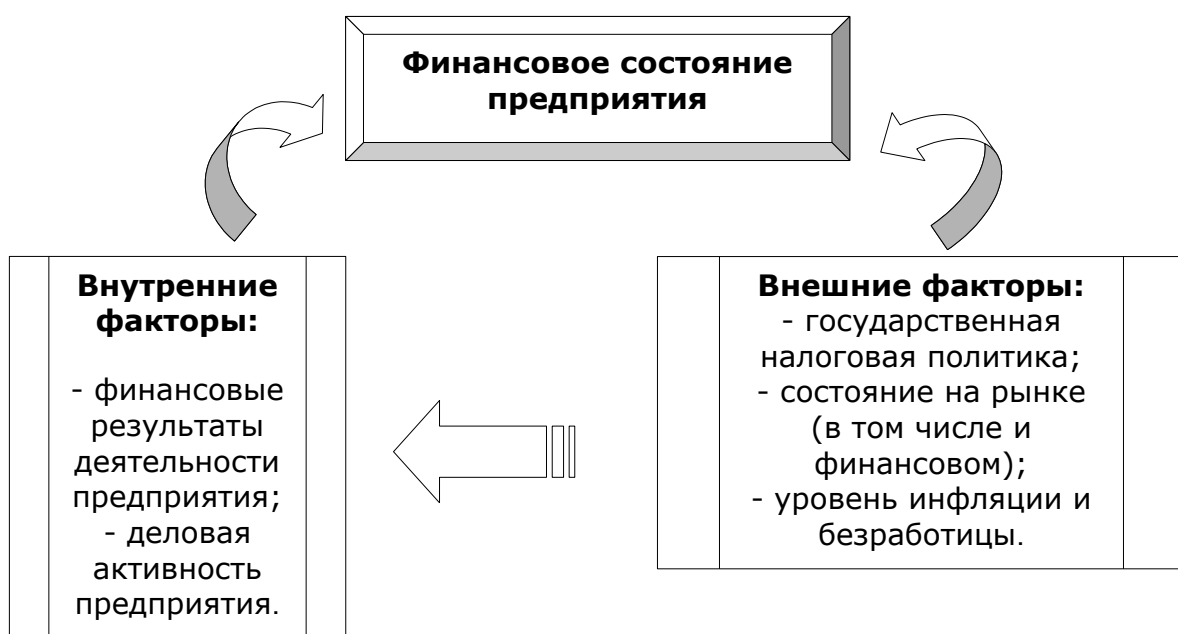 Финансовое состояние
предприятия
Внутренние
факторы:
- финансовые
результаты
деятельности
предприятия;
- деловая
активность
предприятия.
Внешние факторы:
- государственная
налоговая политика;
- состояние на рынке
(в том числе и
финансовом);
- уровень инфляции и
безработицы.